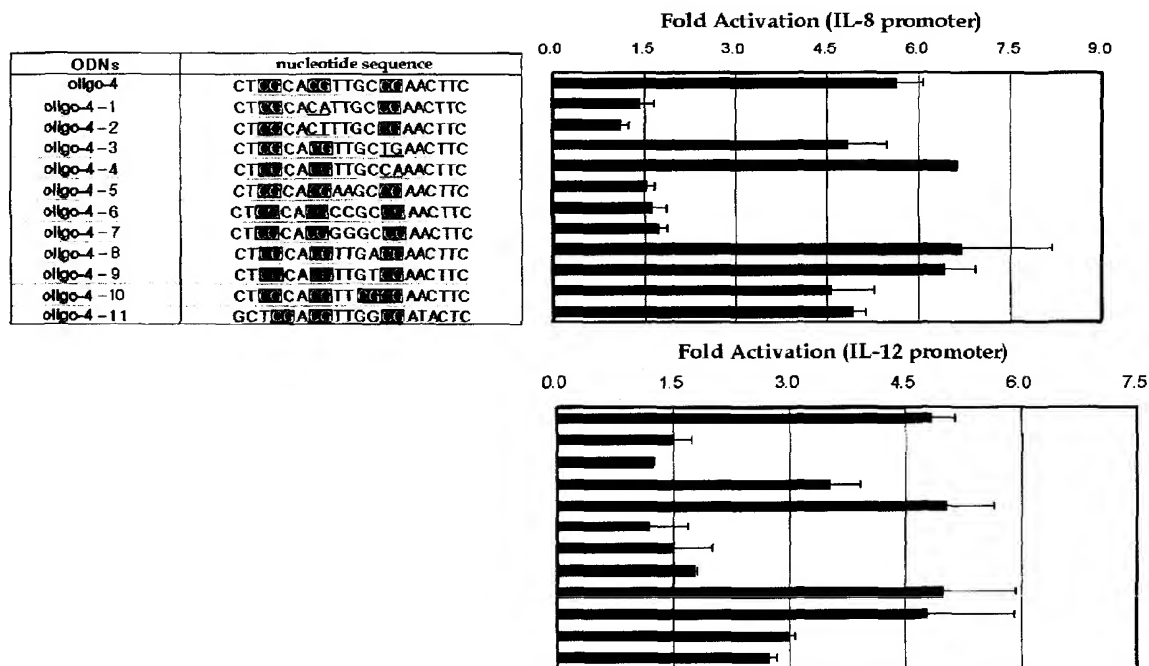 Fold Activation (IL-8 promoter)
0.0 1.5 3.0 4.5 6.0 7.5 9.0
ODNs nucleotide sequence
oligo-4 CTCGCACGTTGCCGAACTTC
oligo-4-1 CTCGCACATTGCCGAACTTC
oligo-4-2 CTCGCACTTTGCCGAACTTC
oligo-4-3 CTCGCACGTTGCTGAACTTC
oligo-4-4 CTCGCACGTTGCCAAACTTC
oligo-4-5 CTCGCACGAAGCCGAACTTC
oligo-4-6 CTCGCACGCCGCCGAACTTC
oligo-4-7 CTCGCACGGGGCCGAACTTC
oligo-4-8 CTCGCACGTTGACGAACTTC
oligo-4-9 CTCGCACGTTGTCGAACTTC
oligo-4-10 CTCGCACGTTCGCGAACTTC
oligo-4-11 GCTCGACGTTGGCGATACTC
Fold Activation (IL-12 promoter)
0.0 1.5 3.0 4.5 6.0 7.5